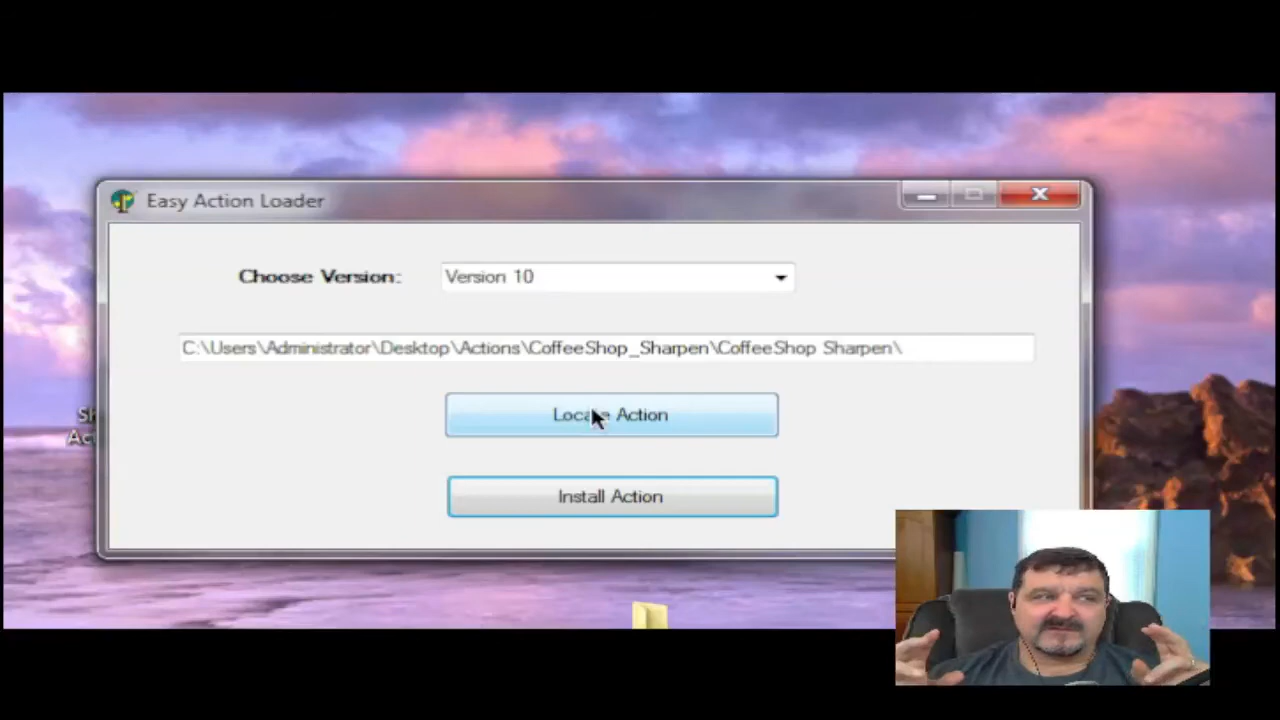 Easy Action Loader
Choose Version:
Version 10
C:\Users\Administrator\Desktop\Actions\CoffeeShop_Sharpen\CoffeeShop Sharpen\
Locate Action
Install Action